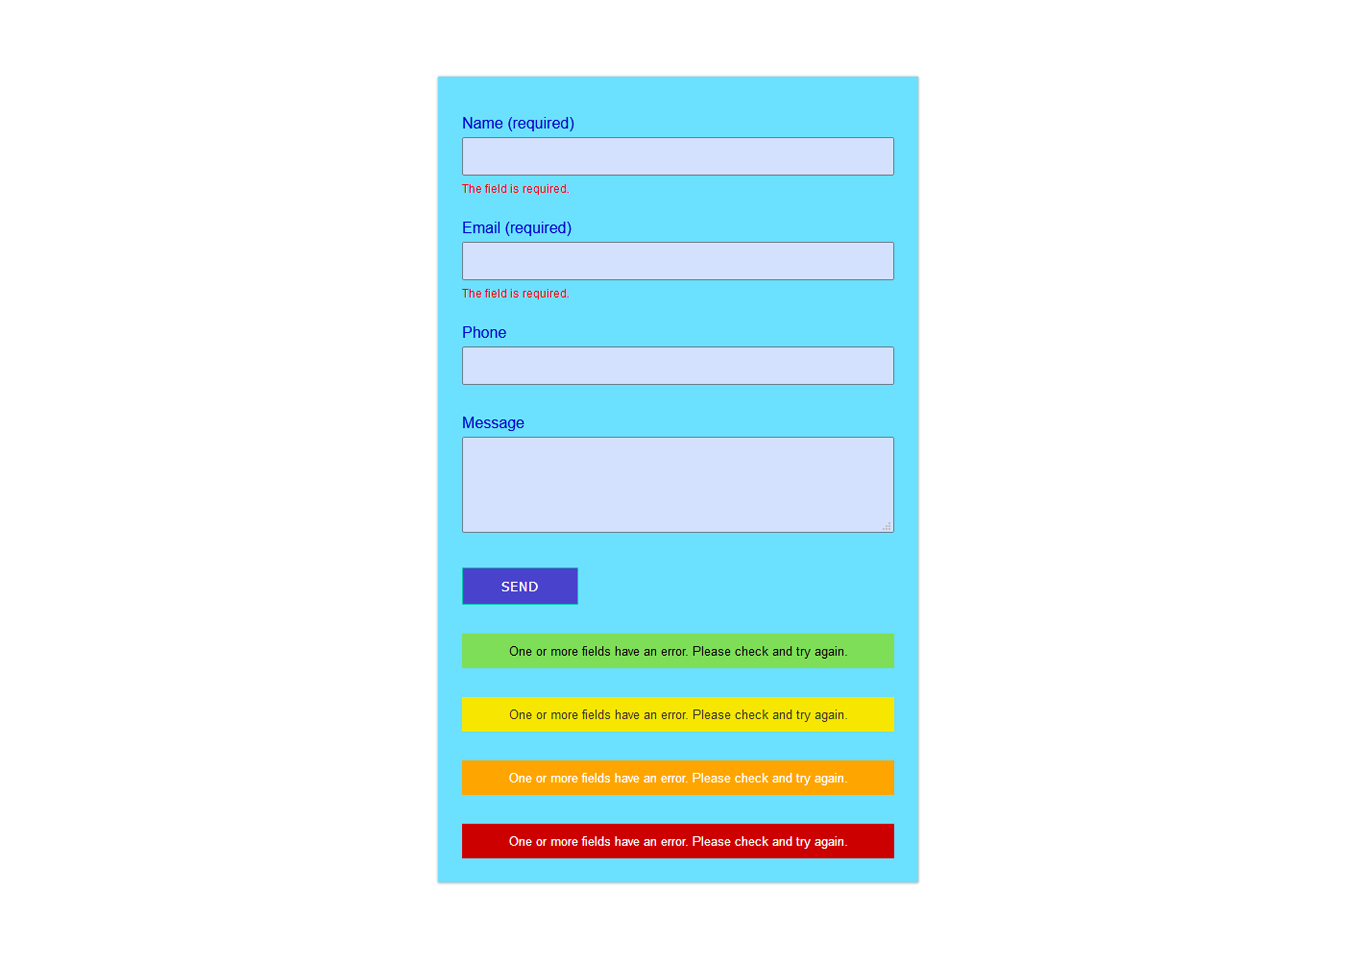 Name (required)
The field is required.
Email (required)
The field is required.
Phone
Message
SEND
One or more fields have an error. Please check and try again.
One or more fields have an error. Please check and try again.
One or more fields have an error. Please check and try again.
One or more fields have an error. Please check and try again.